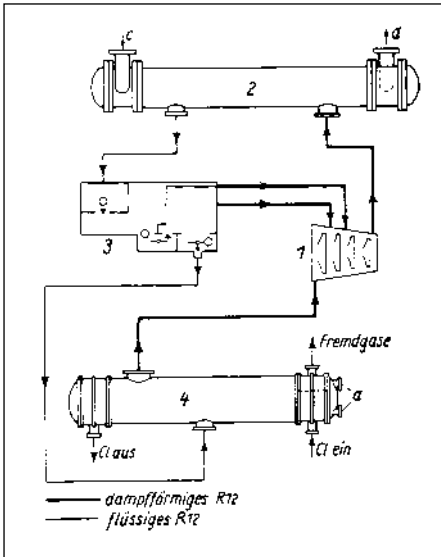 c
d
2
3
1
Fremdgase
4
a
Cl aus
Cl ein
dampfförmiges R12
flüssiges R12